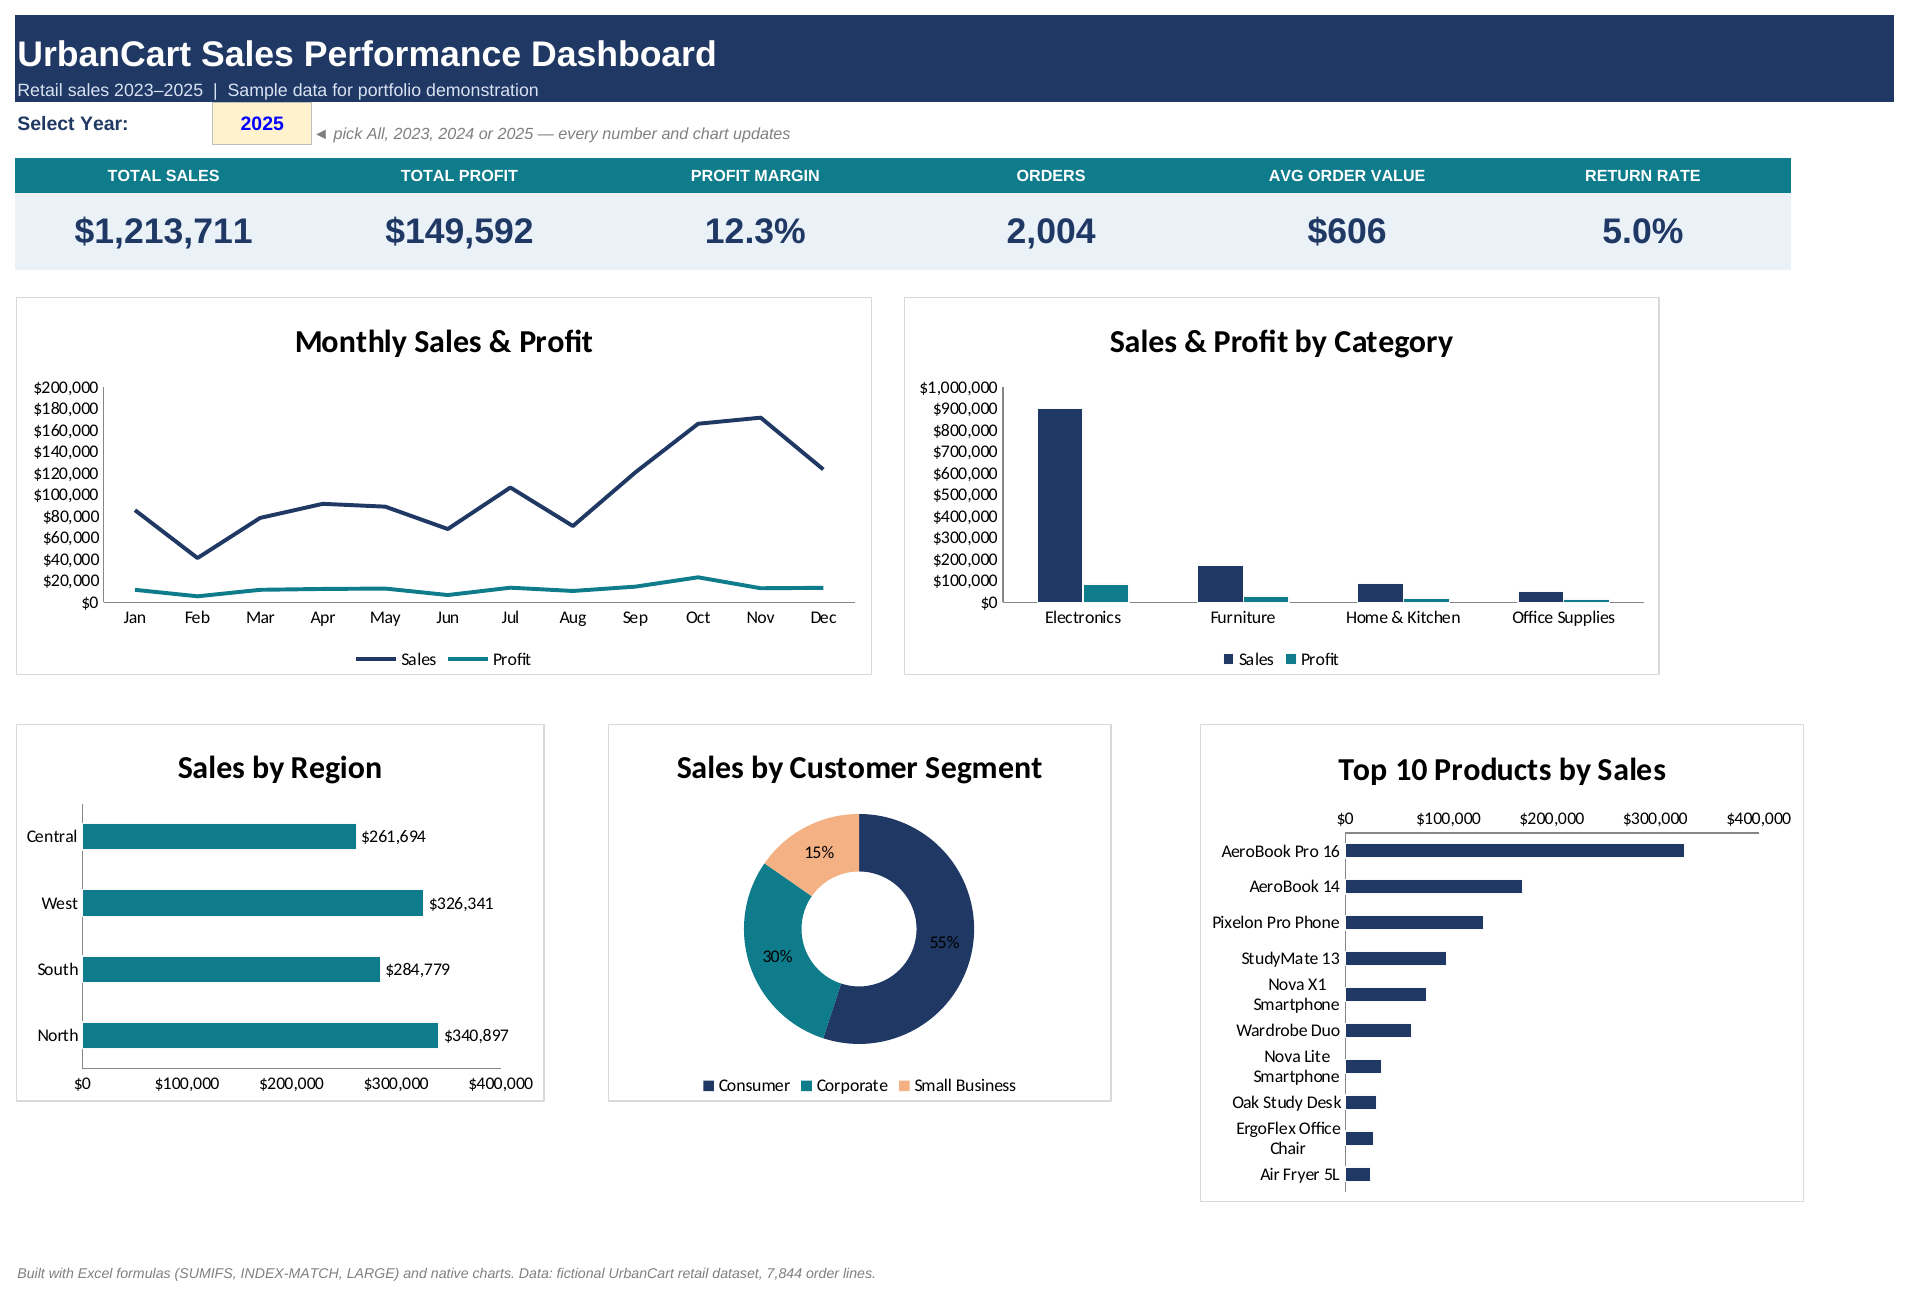 UrbanCart Sales Performance Dashboard
Retail sales 2023–2025 | Sample data for portfolio demonstration
Select Year: 2025 ◄ pick All, 2023, 2024 or 2025 — every number and chart updates
TOTAL SALES TOTAL PROFIT PROFIT MARGIN ORDERS AVG ORDER VALUE RETURN RATE
$1,213,711 $149,592 12.3% 2,004 $606 5.0%
Monthly Sales & Profit
$200,000
$180,000
$160,000
$140,000
$120,000
$100,000
$80,000
$60,000
$40,000
$20,000
$0
Jan Feb Mar Apr May Jun Jul Aug Sep Oct Nov Dec
Sales Profit
Sales & Profit by Category
$1,000,000
$900,000
$800,000
$700,000
$600,000
$500,000
$400,000
$300,000
$200,000
$100,000
$0
Electronics Furniture Home & Kitchen Office Supplies
Sales Profit
Sales by Region
Central $261,694
West $326,341
South $284,779
North $340,897
$0 $100,000 $200,000 $300,000 $400,000
Sales by Customer Segment
15%
55%
30%
Consumer Corporate Small Business
Top 10 Products by Sales
$0 $100,000 $200,000 $300,000 $400,000
AeroBook Pro 16
AeroBook 14
Pixelon Pro Phone
StudyMate 13
Nova X1
Smartphone
Wardrobe Duo
Nova Lite
Smartphone
Oak Study Desk
ErgoFlex Office
Chair
Air Fryer 5L
Built with Excel formulas (SUMIFS, INDEX-MATCH, LARGE) and native charts. Data: fictional UrbanCart retail dataset, 7,844 order lines.